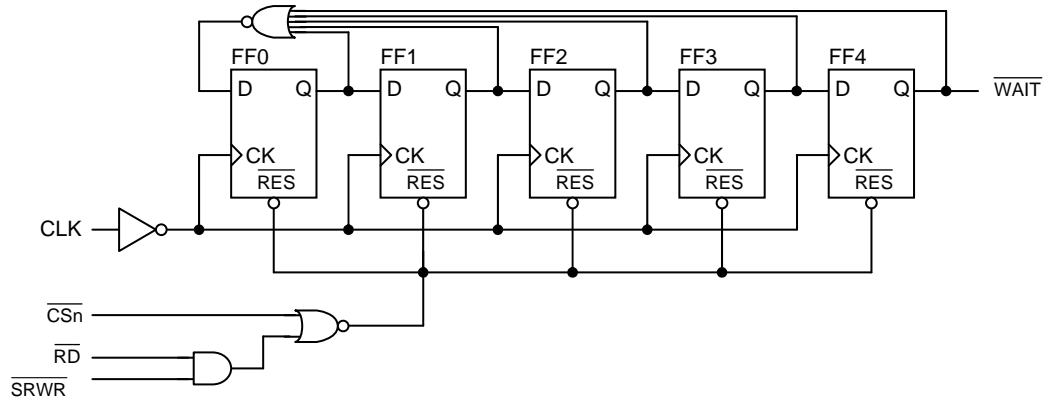 FF0 FF1 FF2 FF3 FF4
D Q D Q D Q D Q D Q WAIT
CK CK CK CK CK
RES RES RES RES RES
CLK
CSn
RD
SRWR